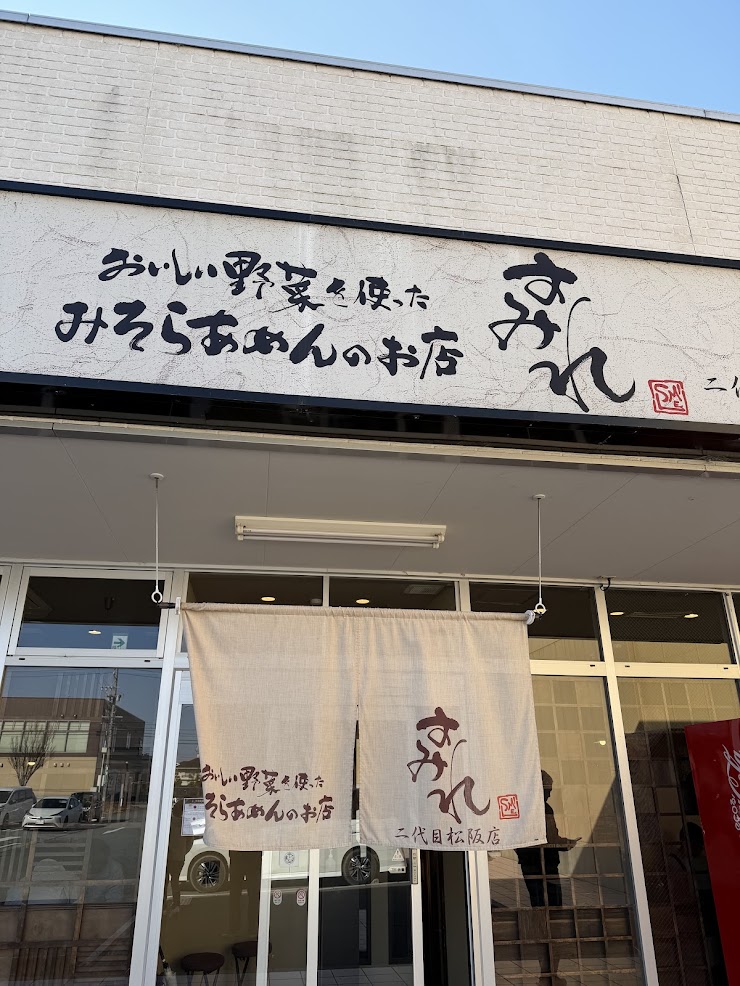 おいしい野菜を使った
みそらあめんのお店
すみれ
二代
おいしい野菜を使った
そらあめんのお店
すみれ
二代目松阪店